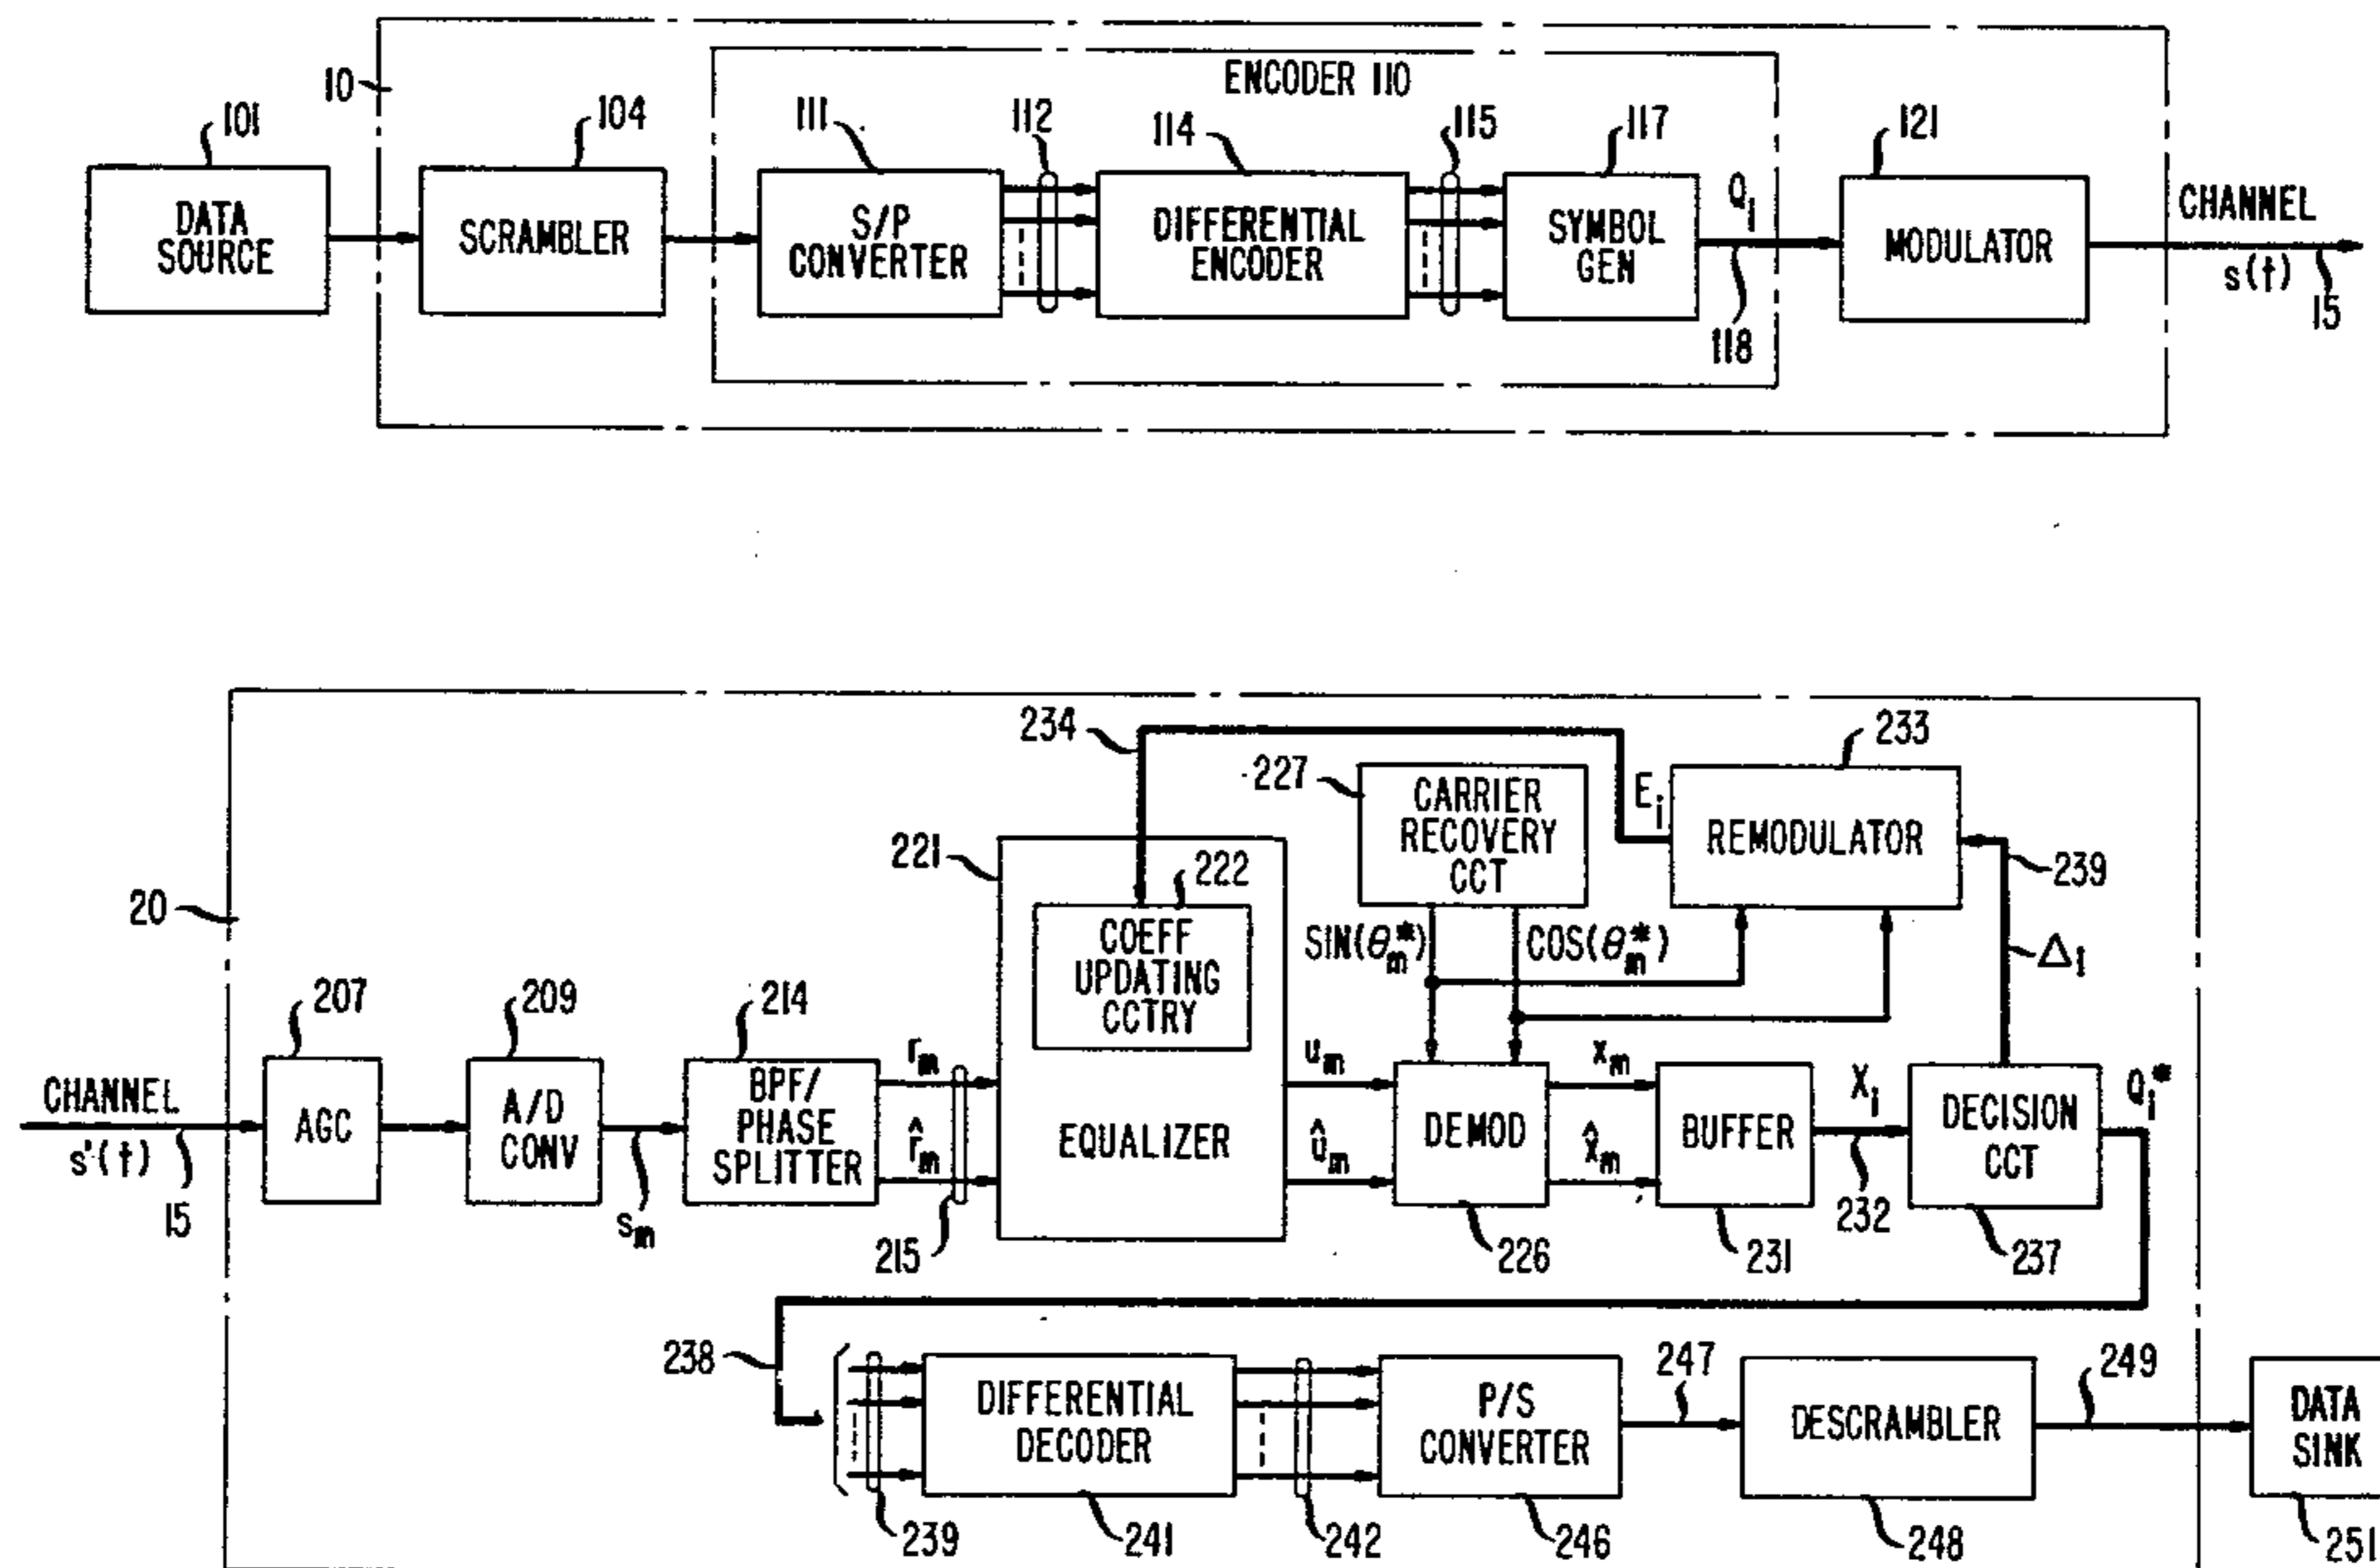 ENCODER 110
10
101
104
111
112
114
115
117
121
DATA
SOURCE
SCRAMBLER
S/P
CONVERTER
DIFFERENTIAL
ENCODER
SYMBOL
GEN
Q_i
118
MODULATOR
CHANNEL
s(t)
15
234
227
CARRIER
RECOVERY
CCT
E_i
233
REMODULATOR
239
Δ_i
20
221
222
COEFF
UPDATING
CCTRY
SIN(θ*_m)
COS(θ*_m)
CHANNEL
s'(t)
15
207
AGC
209
A/D
CONV
s_m
214
BPF/
PHASE
SPLITTER
r_m
r̂_m
215
EQUALIZER
u_m
û_m
DEMOD
226
x_m
x̂_m
BUFFER
231
X_i
232
DECISION
CCT
237
Q_i*
238
239
DIFFERENTIAL
DECODER
241
242
P/S
CONVERTER
246
247
DESCRAMBLER
248
249
DATA
SINK
251